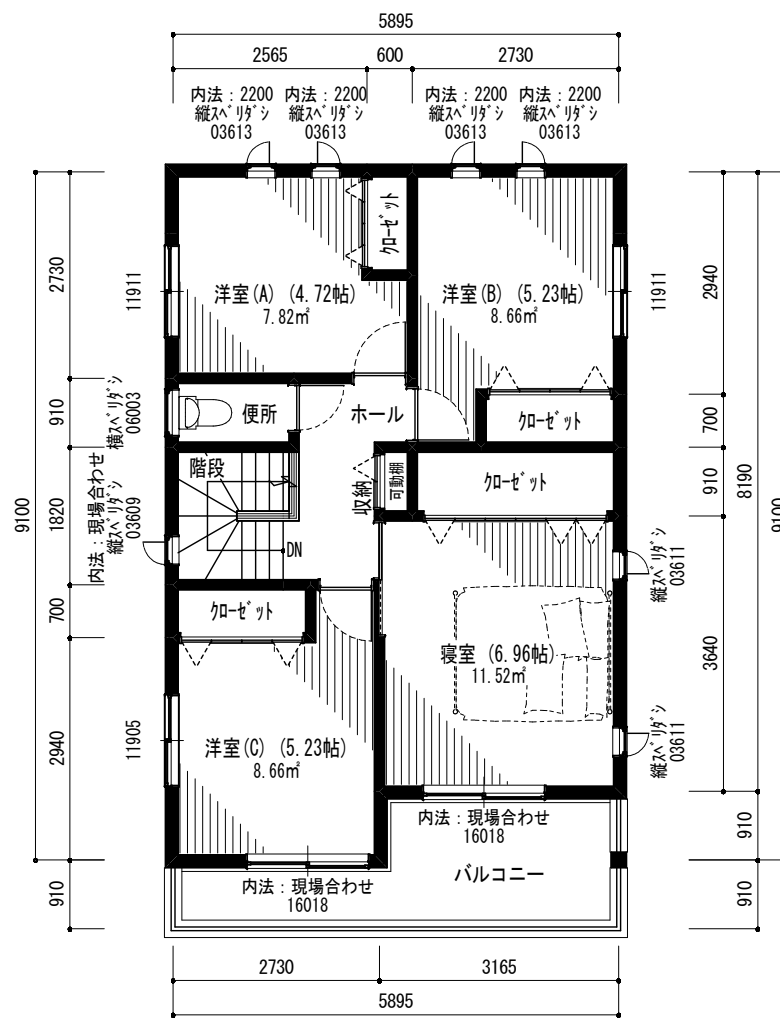 5895
2565
600
2730
内法：2200
縦ｽﾍﾞﾘﾀﾞｼ
03613
内法：2200
縦ｽﾍﾞﾘﾀﾞｼ
03613
内法：2200
縦ｽﾍﾞﾘﾀﾞｼ
03613
内法：2200
縦ｽﾍﾞﾘﾀﾞｼ
03613
9100
2730
910
1820
700
2940
910
11911
横ｽﾍﾞﾘﾀﾞｼ
06003
内法：現場合わせ
縦ｽﾍﾞﾘﾀﾞｼ
03609
11905
洋室(A) (4.72帖)
7.82㎡
ｸﾛｰｾﾞｯﾄ
洋室(B) (5.23帖)
8.66㎡
ｸﾛｰｾﾞｯﾄ
便所
ホール
階段
DN
収納
可動棚
ｸﾛｰｾﾞｯﾄ
ｸﾛｰｾﾞｯﾄ
寝室 (6.96帖)
11.52㎡
洋室(C) (5.23帖)
8.66㎡
内法：現場合わせ
16018
内法：現場合わせ
16018
バルコニー
11911
縦ｽﾍﾞﾘﾀﾞｼ
03611
縦ｽﾍﾞﾘﾀﾞｼ
03611
2940
700
910
3640
910
910
8190
9100
2730
3165
5895